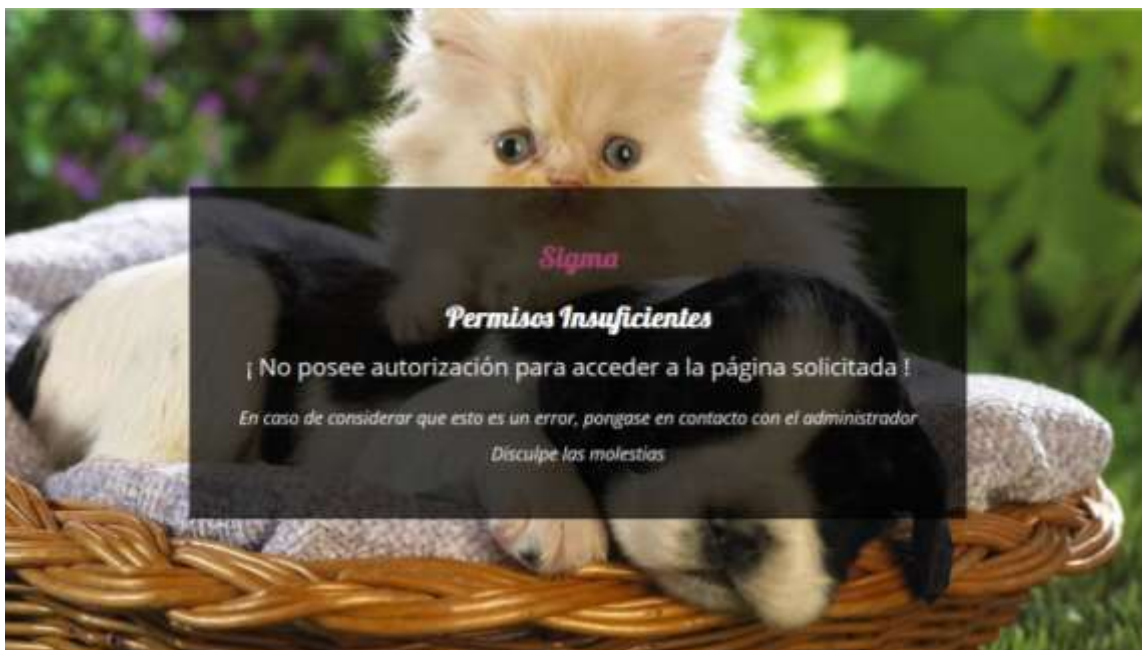 Sigma
Permisos Insuficientes
¡ No posee autorización para acceder a la página solicitada !
En caso de considerar que esto es un error, pongase en contacto con el administrador
Disculpe las molestias